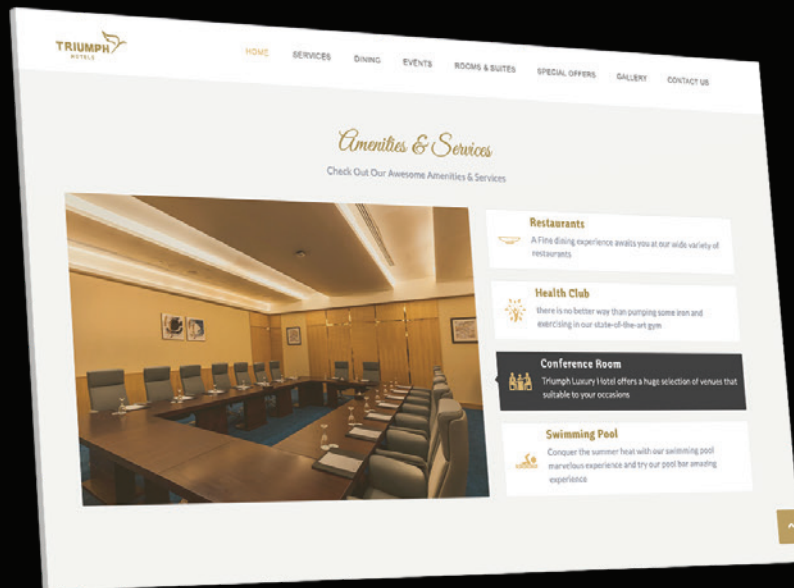 TRIUMPH
HOTELS
HOME SERVICES DINING EVENTS ROOMS & SUITES SPECIAL OFFERS GALLERY CONTACT US
Amenities & Services
Check Out Our Awesome Amenities & Services
Restaurants
A Fine dining experience awaits you at our wide variety of
restaurants
Health Club
there is no better way than pumping some iron and
exercising in our state-of-the-art gym
Conference Room
Triumph Luxury Hotel offers a huge selection of venues that
suitable to your occasions
Swimming Pool
Conquer the summer heat with our swimming pool
marvelous experience and try our pool bar amazing
experience